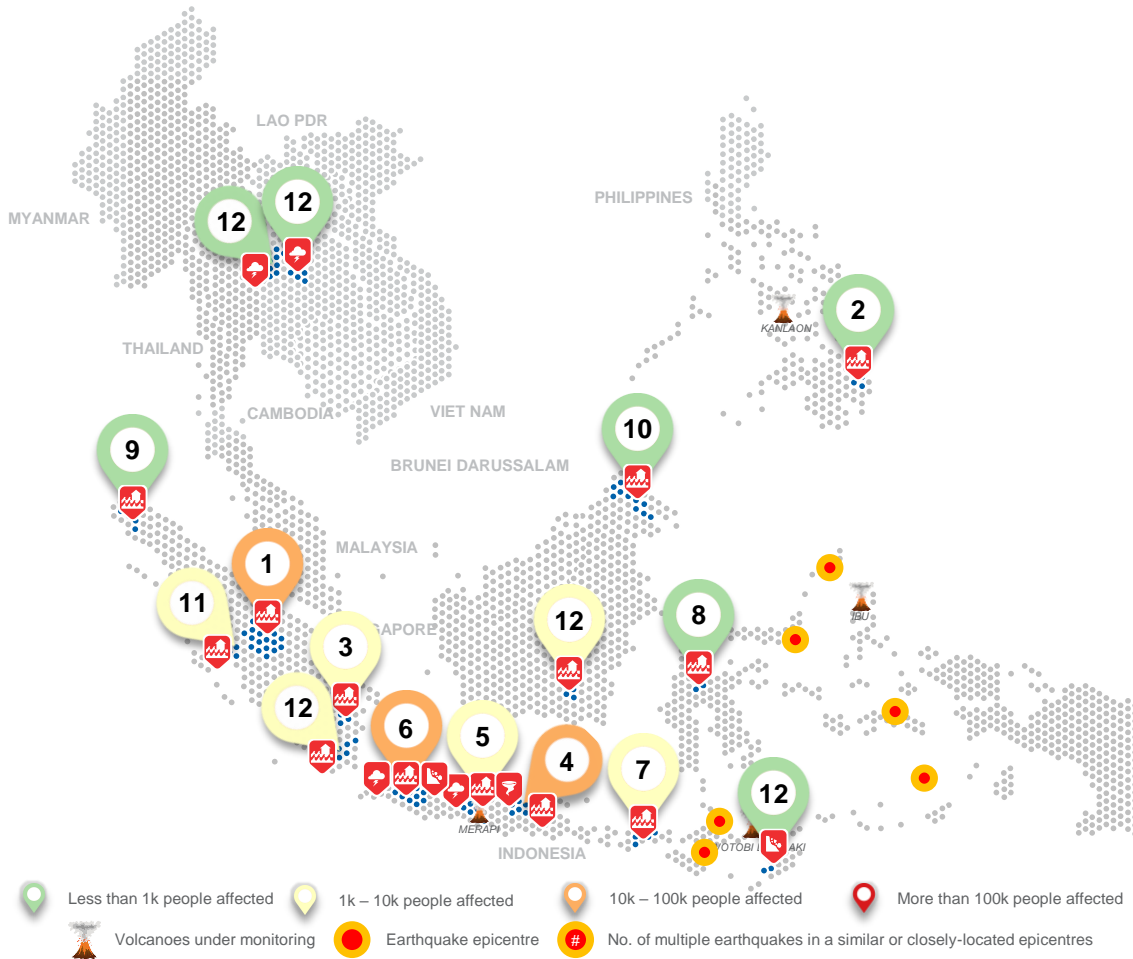 LAO PDR
12
12
MYANMAR
PHILIPPINES
2
KANLAON
THAILAND
CAMBODIA
VIET NAM
9
10
BRUNEI DARUSSALAM
1
MALAYSIA
11
12
8
IBU
3
GAPORE
12
6
5
4
7
12
MERAPI
INDONESIA
AKI
Less than 1k people affected
1k – 10k people affected
10k – 100k people affected
More than 100k people affected
Volcanoes under monitoring
Earthquake epicentre
# No. of multiple earthquakes in a similar or closely-located epicentres